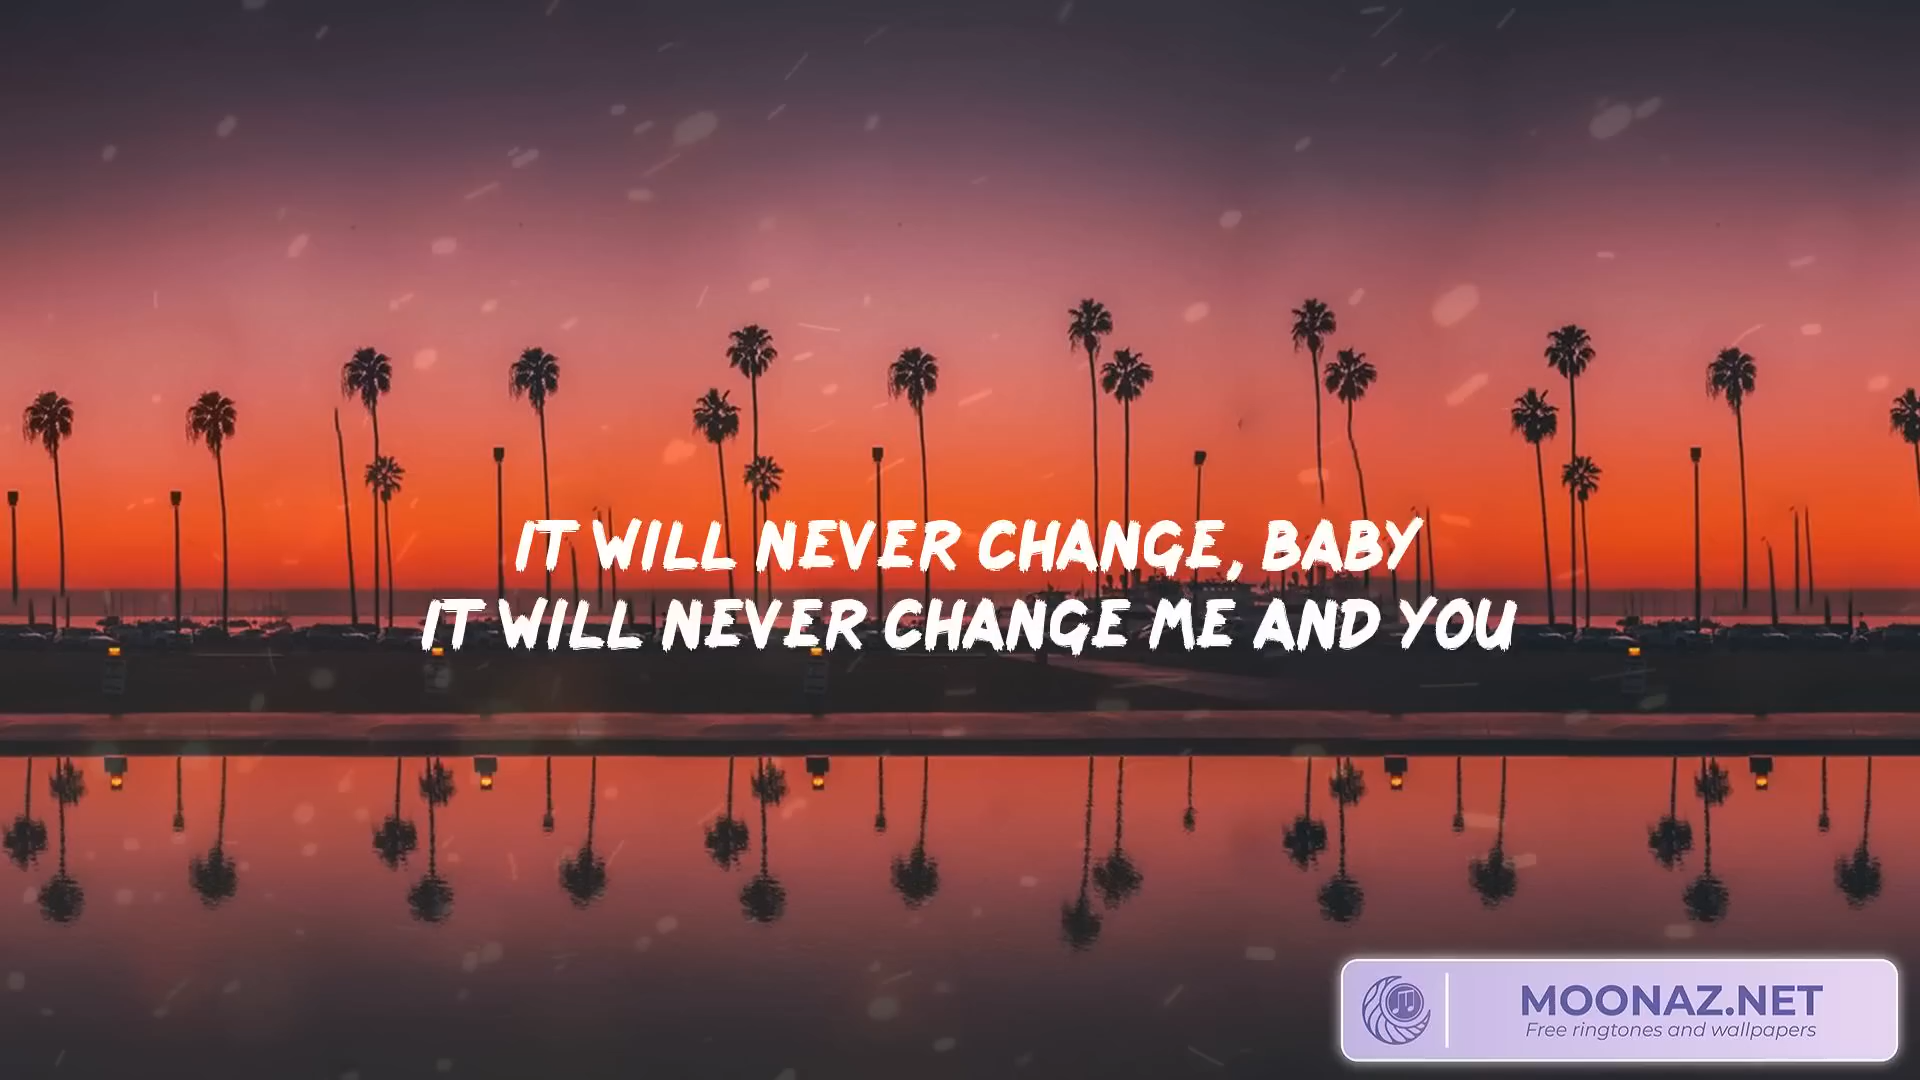 IT WILL NEVER CHANGE, BABY
IT WILL NEVER CHANGE ME AND YOU
MOONAZ.NET
Free ringtones and wallpapers